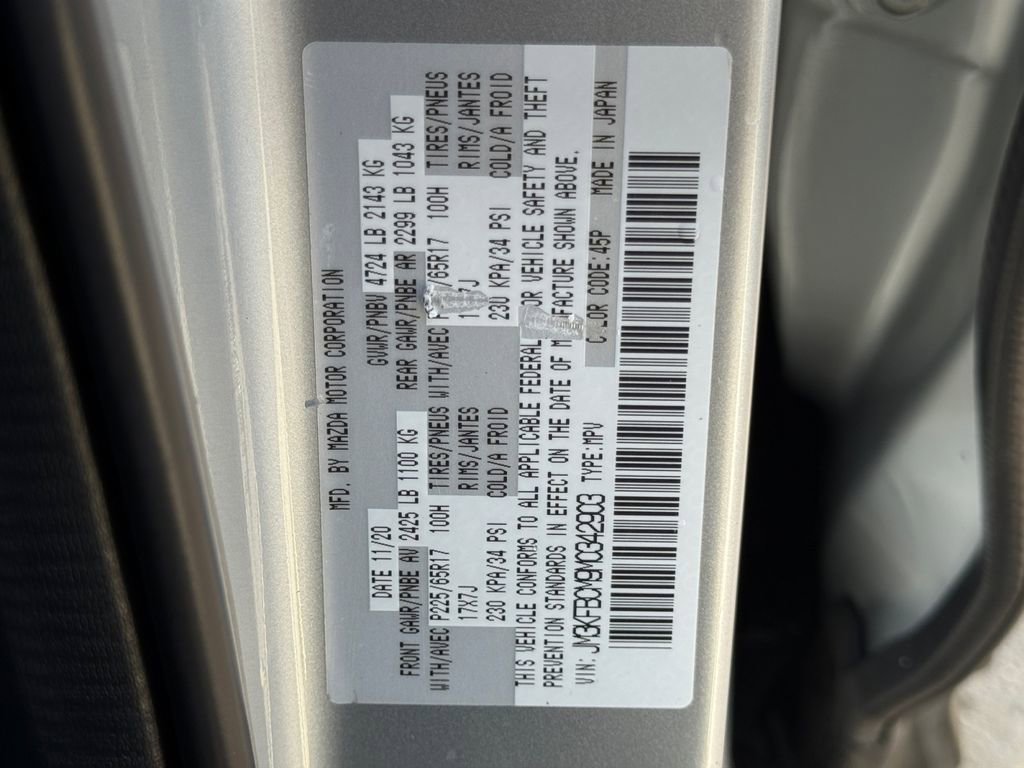 MFD. BY MAZDA MOTOR CORPORATION
DATE 11/20 GVWR/PNBV 4724 LB 2143 KG
FRONT GAWR/PNBE AV 2425 LB 1100 KG REAR GAWR/PNBE AR 2299 LB 1043 KG
WITH/AVEC P225/65R17 100H TIRES/PNEUS WITH/AVEC /65R17 100H TIRES/PNEUS
17X7J RIMS/JANTES RIMS/JANTES
230 KPA/34 PSI COLD/A FROID 230 KPA/34 PSI COLD/A FROID
THIS VEHICLE CONFORMS TO ALL APPLICABLE FEDERAL OR VEHICLE SAFETY AND THEFT
PREVENTION STANDARDS IN EFFECT ON THE DATE OF M FACTURE SHOWN ABOVE.
VIN: JM3KFBCM9M0342903 TYPE:MPV C LOR CODE:45P MADE IN JAPAN